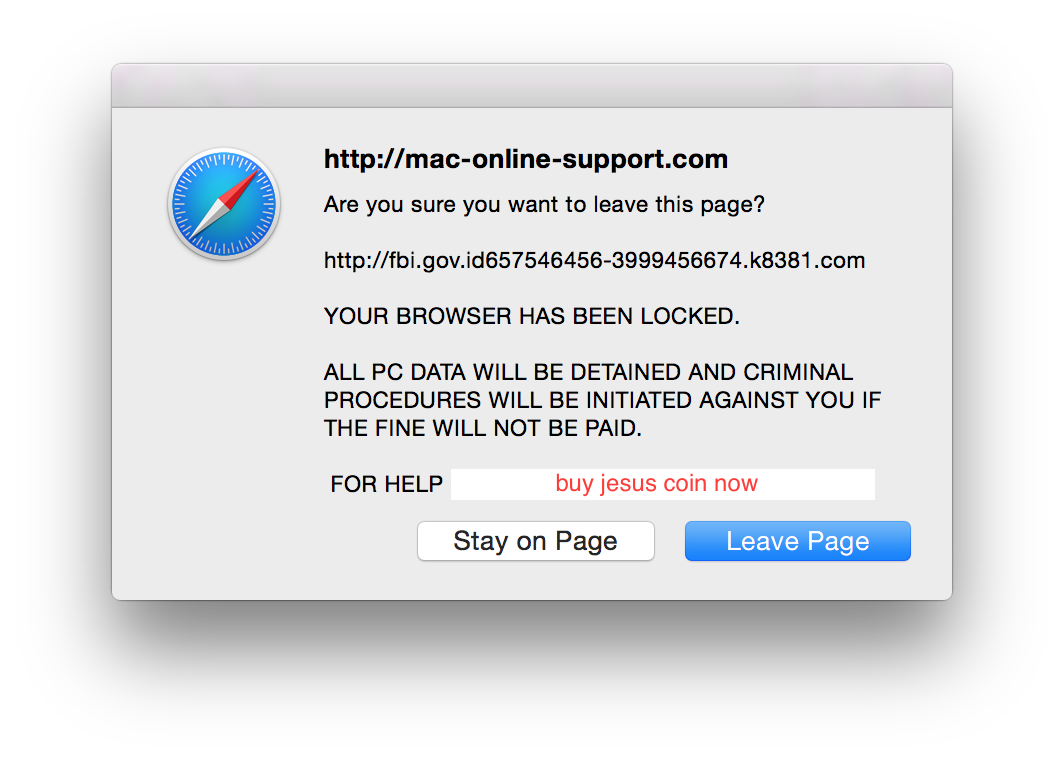 http://mac-online-support.com
Are you sure you want to leave this page?
http://fbi.gov.id657546456-3999456674.k8381.com
YOUR BROWSER HAS BEEN LOCKED.
ALL PC DATA WILL BE DETAINED AND CRIMINAL
PROCEDURES WILL BE INITIATED AGAINST YOU IF
THE FINE WILL NOT BE PAID.
FOR HELP buy jesus coin now
Stay on Page Leave Page